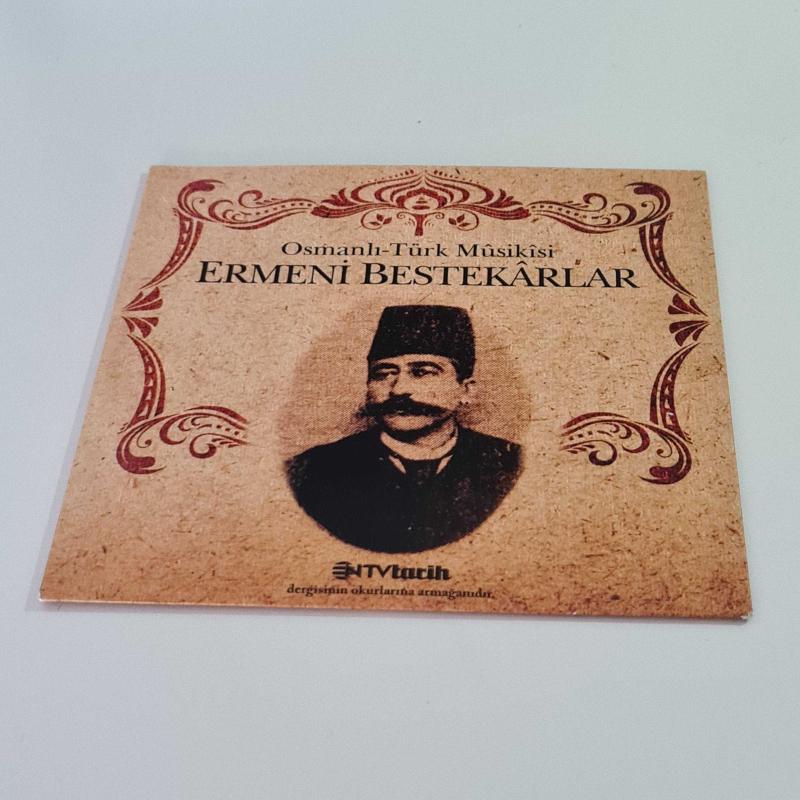 Osmanlı-Türk Mûsikîsi
ERMENİ BESTEKÂRLAR
NTVtarih
dergisinin okurlarına armağanıdır.